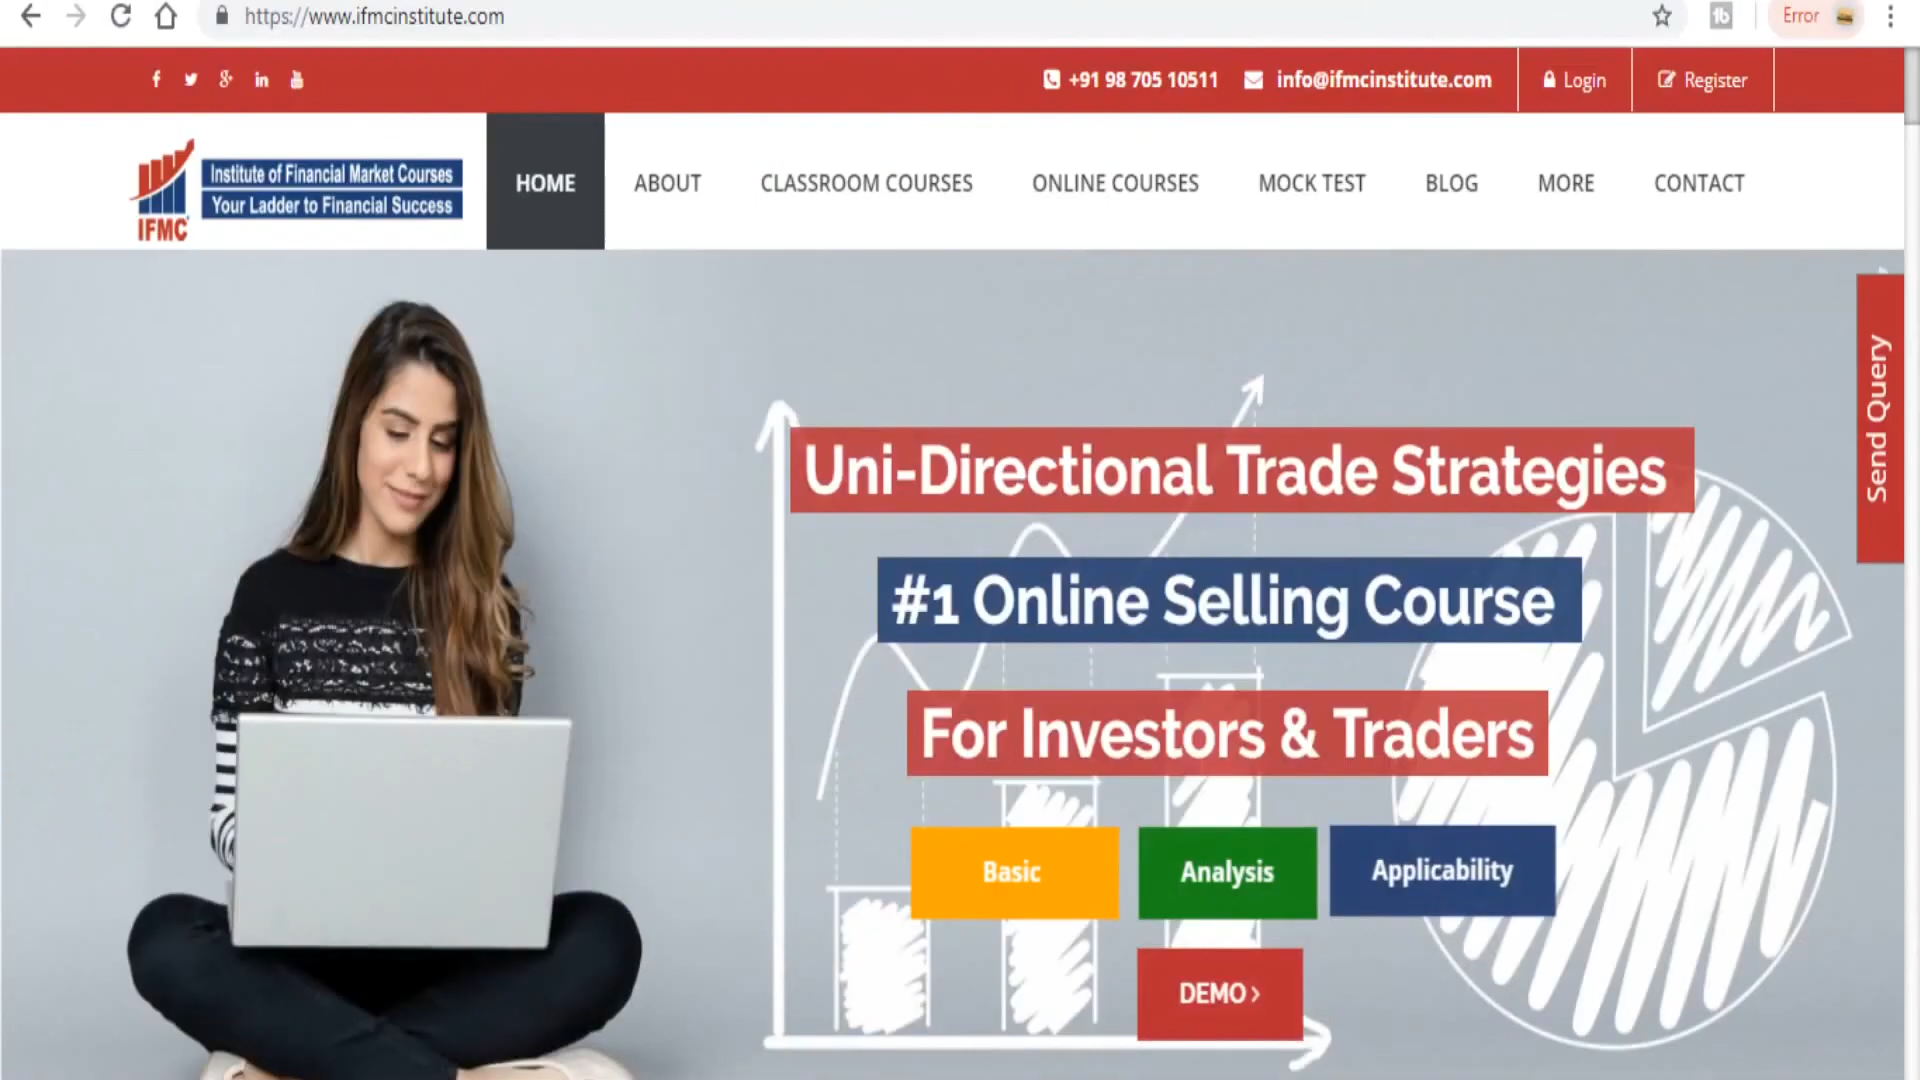 https://www.ifmcinstitute.com
Error
+91 98 705 10511
info@ifmcinstitute.com
Login
Register
Institute of Financial Market Courses
Your Ladder to Financial Success
IFMC
HOME
ABOUT
CLASSROOM COURSES
ONLINE COURSES
MOCK TEST
BLOG
MORE
CONTACT
Send Query
Uni-Directional Trade Strategies
#1 Online Selling Course
For Investors & Traders
Basic
Analysis
Applicability
DEMO ›